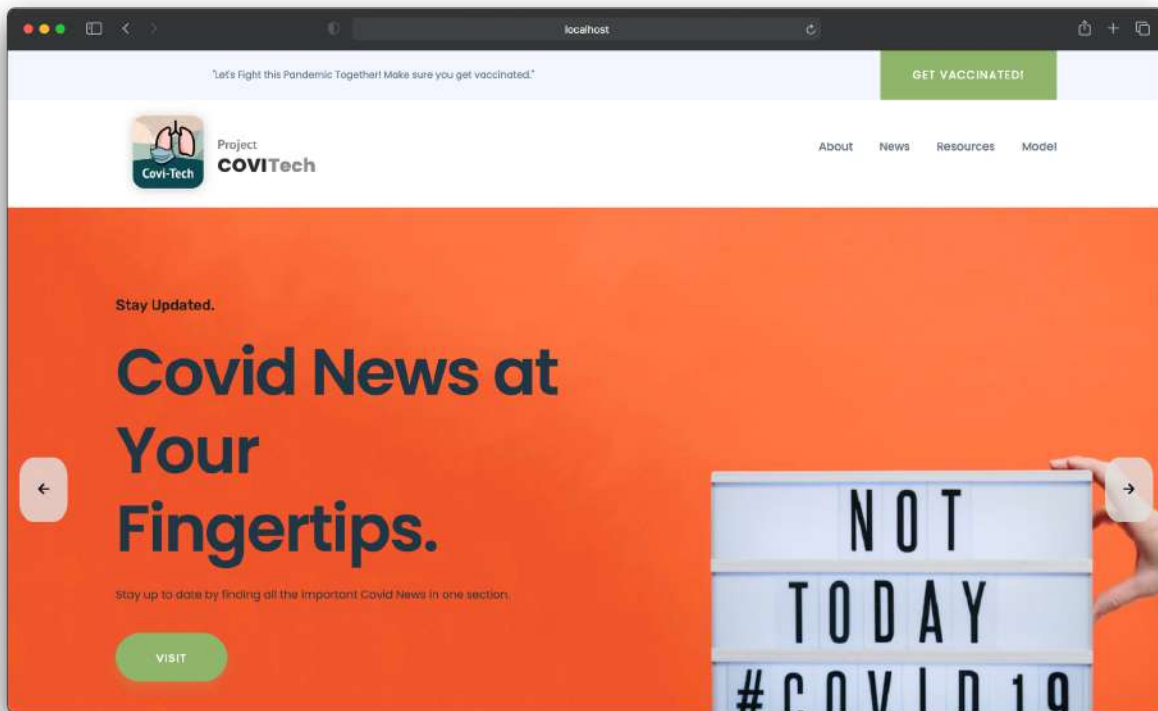 localhost
"Let's Fight this Pandemic Together! Make sure you get vaccinated."
GET VACCINATED!
Covi-Tech
Project
COVITech
About News Resources Model
Stay Updated.
Covid News at
Your
Fingertips.
Stay up to date by finding all the important Covid News in one section.
VISIT
NOT
TODAY
#COVID19